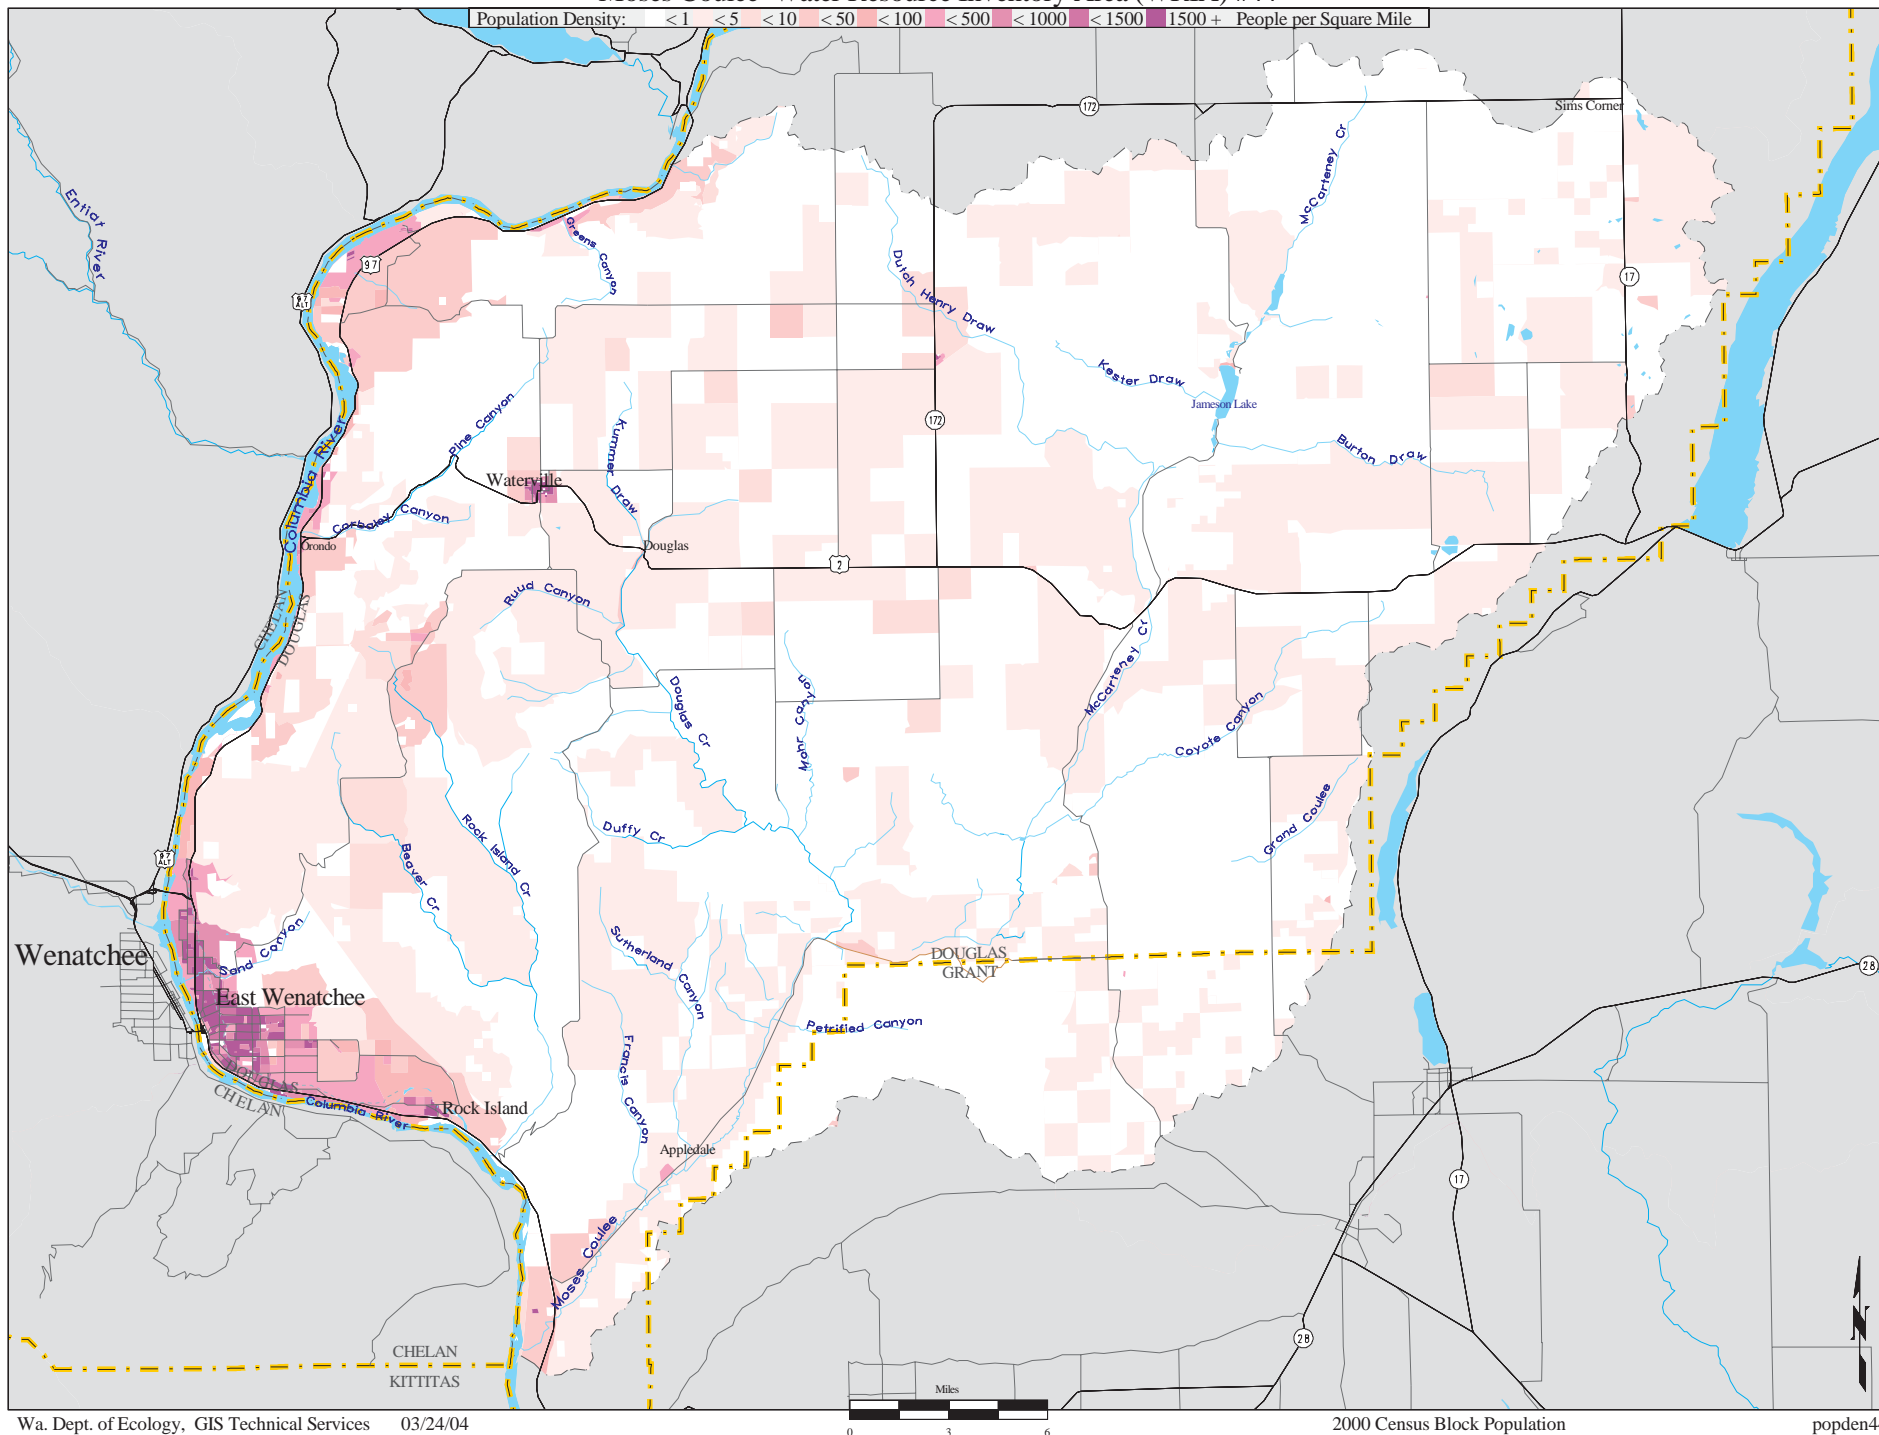 Population Density: < 1 < 5 < 10 < 50 < 100 < 500 < 1000 < 1500 1500 + People per Square Mile
172
Sims Corner
McCarteney Cr
Entiat River
Greens Canyon
97
97 ALT
Dutch Henry Draw
17
Kester Draw
Jameson Lake
Pine Canyon
Kummer Draw
172
Burton Draw
Columbia River
Waterville
Corbaley Canyon
Orondo
Douglas
2
Ruud Canyon
CHELAN
DOUGLAS
McCarteney Cr
Douglas Cr
Mohr Canyon
Coyote Canyon
Grand Coulee
Rock Island Cr
Duffy Cr
Beaver Cr
97 ALT
Wenatchee
Sand Canyon
Sutherland Canyon
DOUGLAS
GRANT
28
East Wenatchee
Petrified Canyon
Francis Canyon
DOUGLAS
CHELAN
Columbia River
Rock Island
Appledale
17
Moses Coulee
28
N
CHELAN
KITTITAS
Miles
0 3 6
Wa. Dept. of Ecology, GIS Technical Services 03/24/04
2000 Census Block Population
popden44